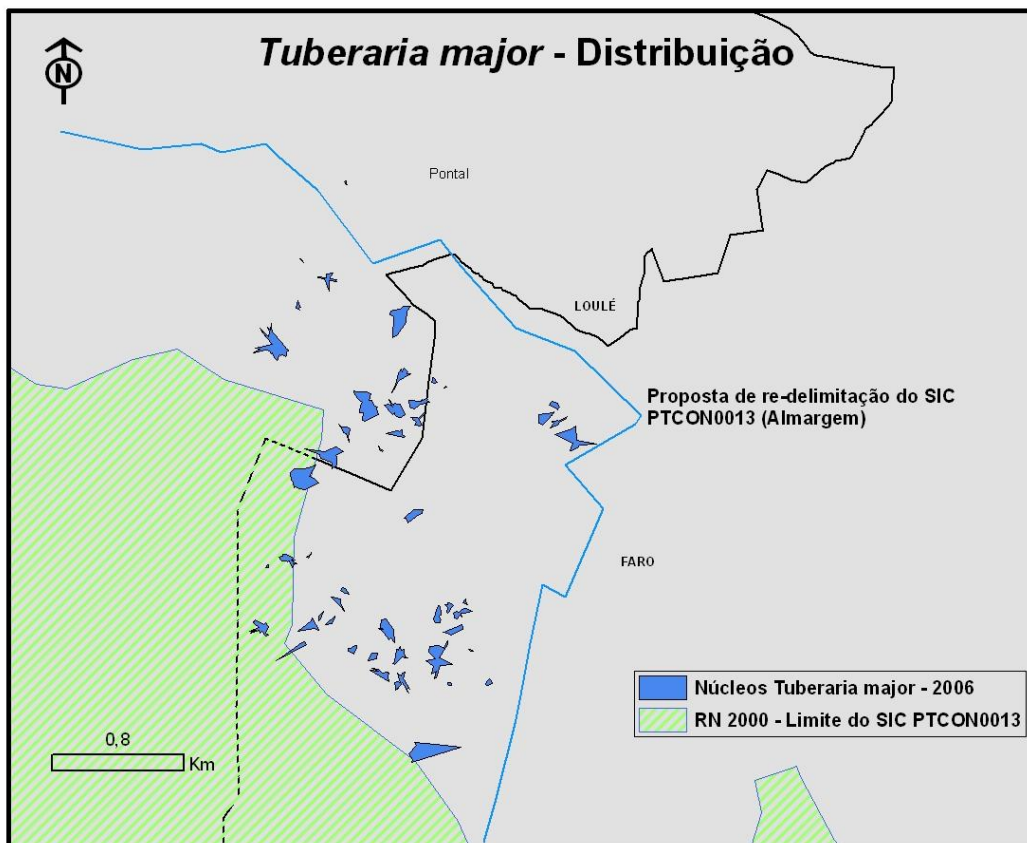 N
Tuberaria major - Distribuição
Pontal
LOULÉ
Proposta de re-delimitação do SIC
PTCON0013 (Almargem)
FARO
Núcleos Tuberaria major - 2006
RN 2000 - Limite do SIC PTCON0013
0,8
Km